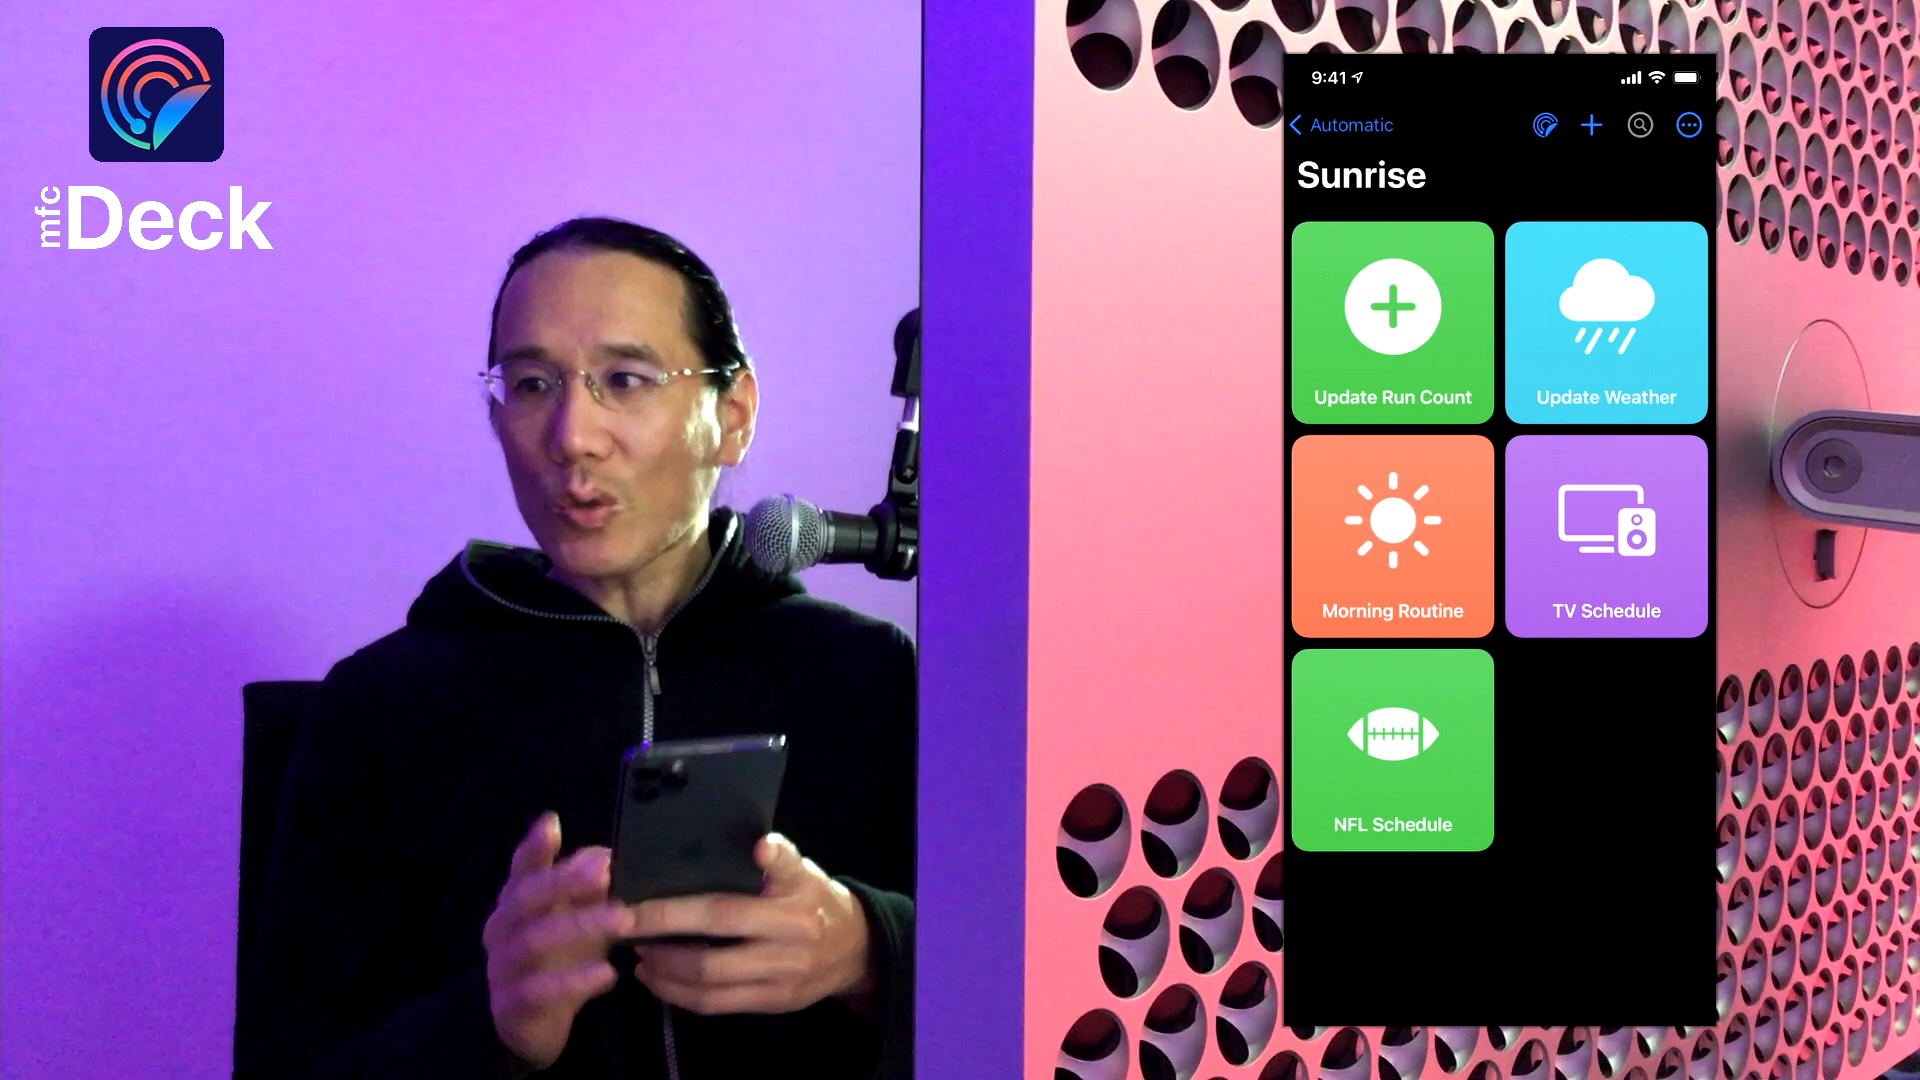 mfc Deck
9:41
Automatic
Sunrise
Update Run Count
Update Weather
Morning Routine
TV Schedule
NFL Schedule